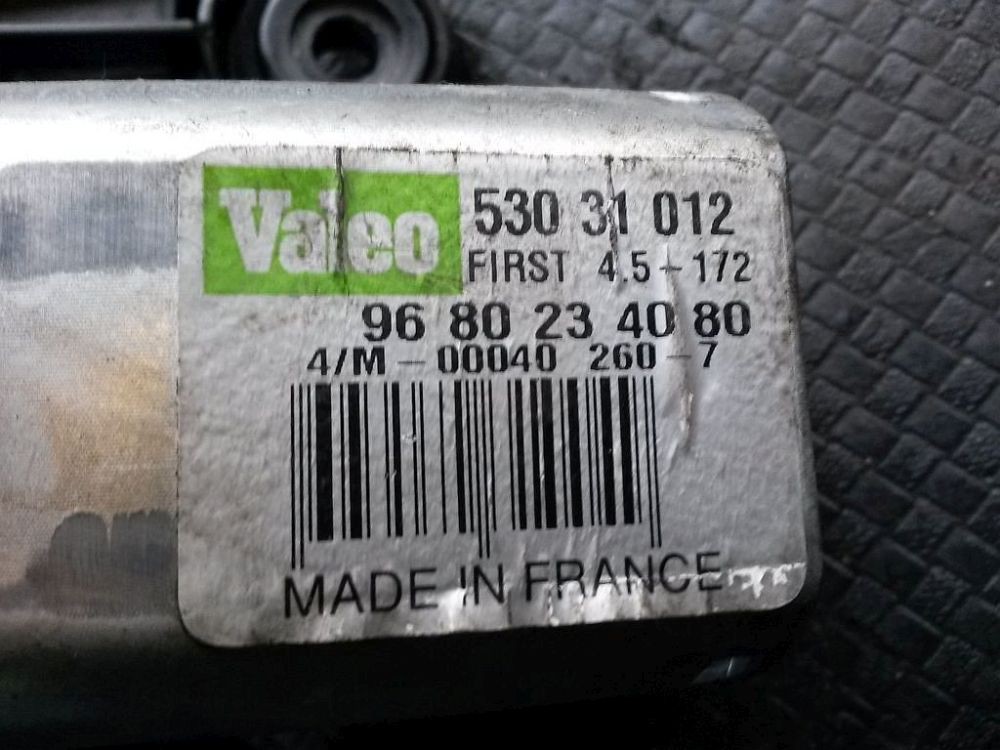 Valeo
530 31 012
FIRST 4.5-172
96 80 23 40 80
4/M-00040 260-7
MADE IN FRANCE